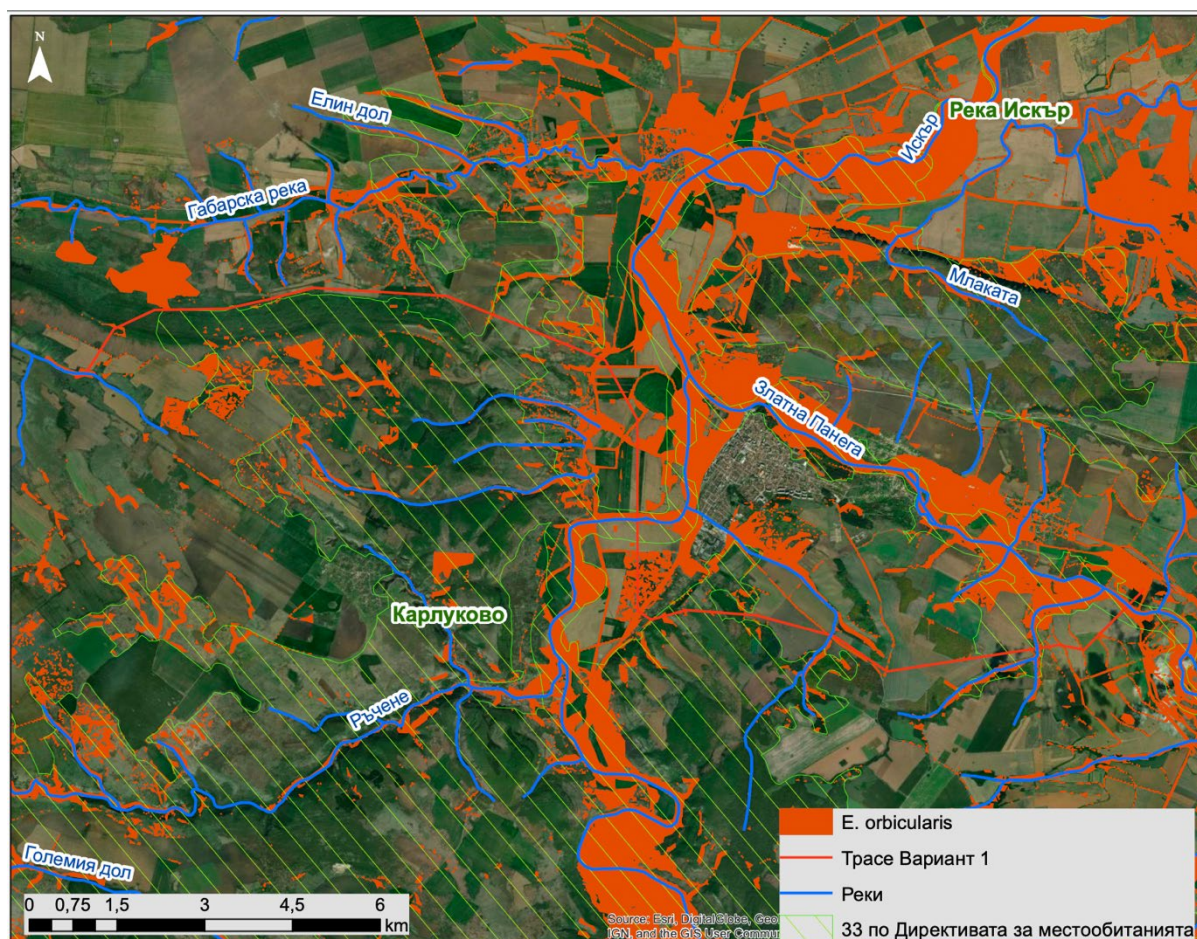 N
Елин дол
Искър
Река Искър
Габарска река
Млаката
Златна Панега
Карлуково
Ръчене
Големия дол
0 0,75 1,5 3 4,5 6
km
Source: Esri, DigitalGlobe, Geo
IGN, and the GIS User Commun
E. orbicularis
Трасе Вариант 1
Реки
33 по Директивата за местообитанията